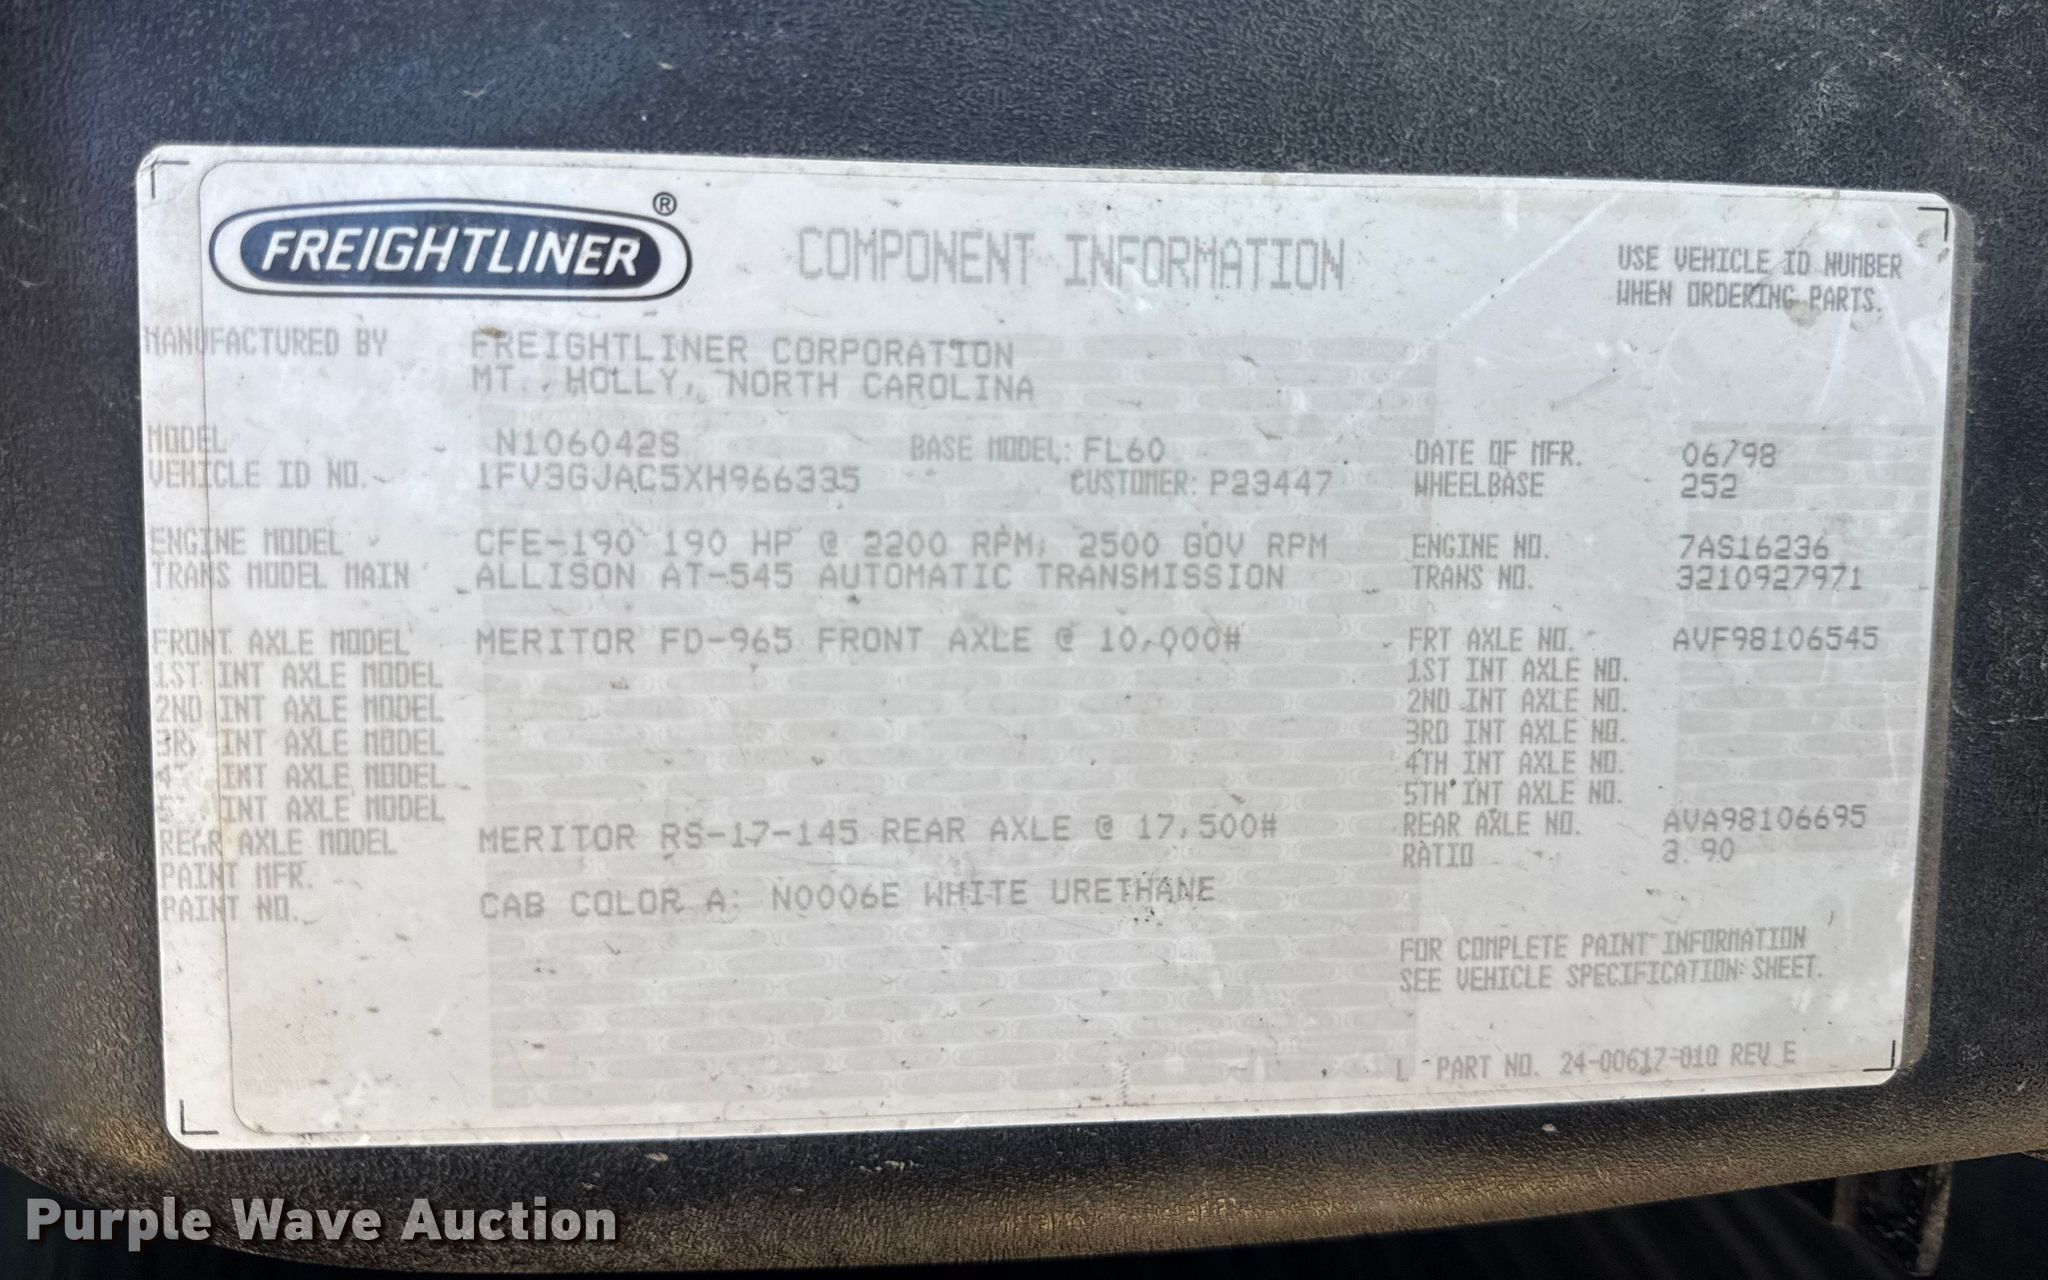 FREIGHTLINER ®
COMPONENT INFORMATION
USE VEHICLE ID NUMBER
WHEN ORDERING PARTS.
MANUFACTURED BY FREIGHTLINER CORPORATION
MT. HOLLY, NORTH CAROLINA
MODEL N106042S BASE MODEL: FL60 DATE OF MFR. 06/98
VEHICLE ID NO. 1FV3GJAC5XH966335 CUSTOMER: P23447 WHEELBASE 252
ENGINE MODEL CFE-190 190 HP @ 2200 RPM, 2500 GOV RPM ENGINE NO. 7AS16236
TRANS MODEL MAIN ALLISON AT-545 AUTOMATIC TRANSMISSION TRANS NO. 3210927971
FRONT AXLE MODEL MERITOR FD-965 FRONT AXLE @ 10,000# FRT AXLE NO. AVF98106545
1ST INT AXLE MODEL 1ST INT AXLE NO.
2ND INT AXLE MODEL 2ND INT AXLE NO.
3RD INT AXLE MODEL 3RD INT AXLE NO.
4TH INT AXLE MODEL 4TH INT AXLE NO.
5TH INT AXLE MODEL 5TH INT AXLE NO.
REAR AXLE MODEL MERITOR RS-17-145 REAR AXLE @ 17,500# REAR AXLE NO. AVA98106695
PAINT MFR. RATIO 3.90
PAINT NO. CAB COLOR A: N0006E WHITE URETHANE
FOR COMPLETE PAINT INFORMATION
SEE VEHICLE SPECIFICATION SHEET.
L PART NO. 24-00617-010 REV E
Purple Wave Auction